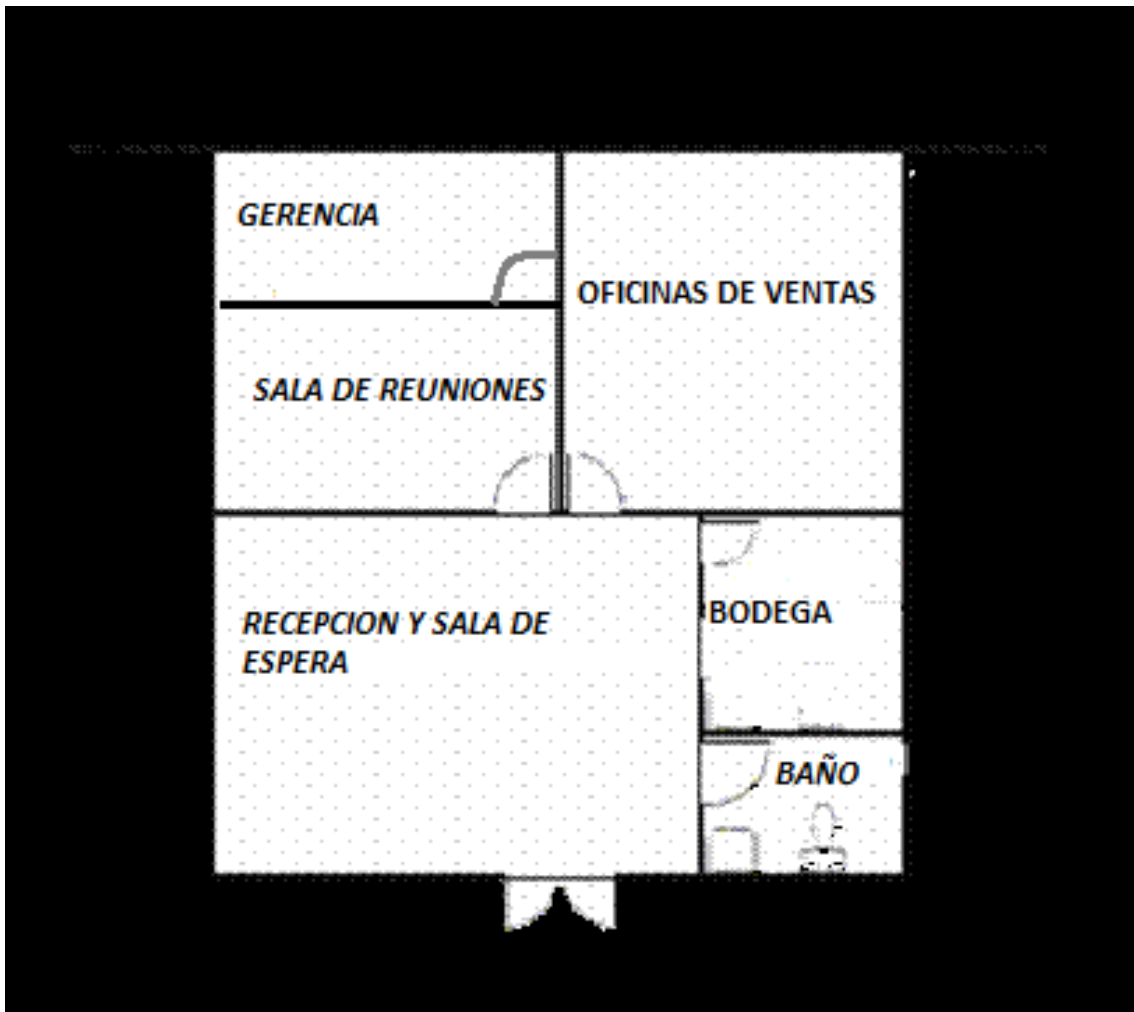 GERENCIA
OFICINAS DE VENTAS
SALA DE REUNIONES
RECEPCION Y SALA DE
ESPERA
BODEGA
BAÑO